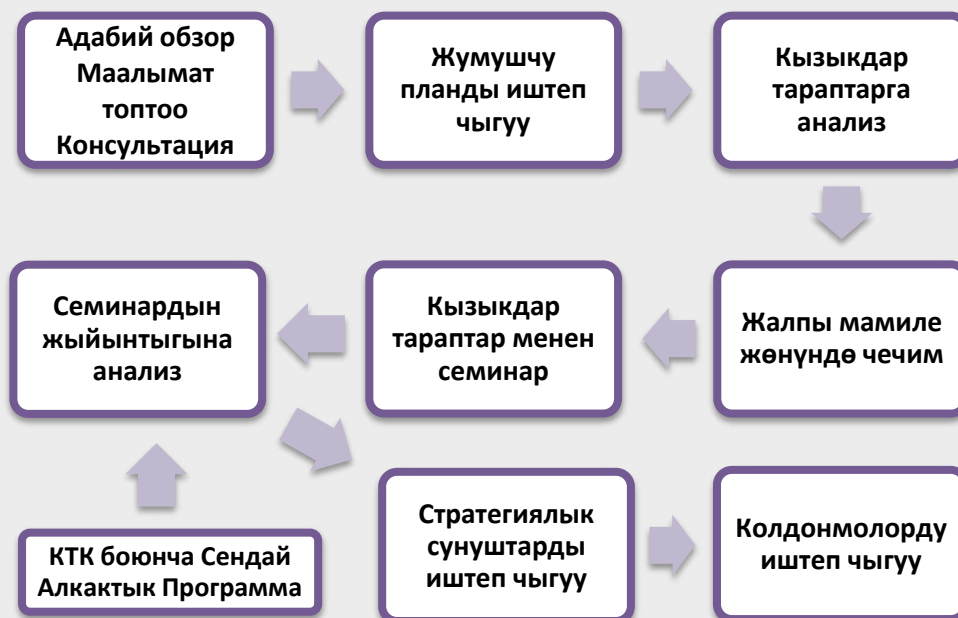 Адабий обзор
Маалымат
топтоо
Консультация
Жумушчу
планды иштеп
чыгуу
Кызыкдар
тараптарга
анализ
Жалпы мамиле
жөнүндө чечим
Кызыкдар
тараптар менен
семинар
Семинардын
жыйынтыгына
анализ
КТК боюнча Сендай
Алкактык Программа
Стратегиялык
сунуштарды
иштеп чыгуу
Колдонмолорду
иштеп чыгуу